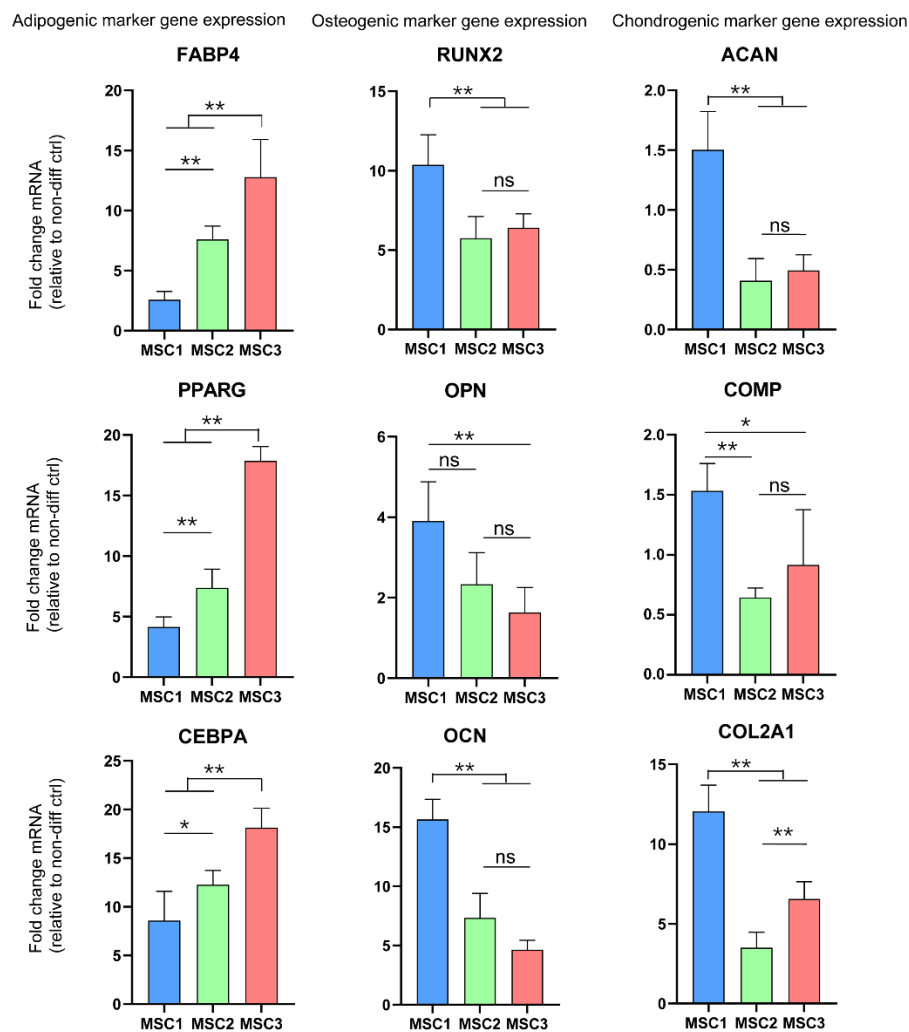 Adipogenic marker gene expression Osteogenic marker gene expression Chondrogenic marker gene expression
FABP4
Fold change mRNA
(relative to non-diff ctrl)
20
15
10
5
0
**
**
MSC1 MSC2 MSC3
RUNX2
15
10
5
0
**
ns
MSC1 MSC2 MSC3
ACAN
2.0
1.5
1.0
0.5
0.0
**
ns
MSC1 MSC2 MSC3
PPARG
Fold change mRNA
(relative to non-diff ctrl)
20
15
10
5
0
**
**
MSC1 MSC2 MSC3
OPN
6
4
2
0
**
ns
ns
MSC1 MSC2 MSC3
COMP
2.0
1.5
1.0
0.5
0.0
*
**
ns
MSC1 MSC2 MSC3
CEBPA
Fold change mRNA
(relative to non-diff ctrl)
25
20
15
10
5
0
**
*
MSC1 MSC2 MSC3
OCN
20
15
10
5
0
**
ns
MSC1 MSC2 MSC3
COL2A1
15
10
5
0
**
**
MSC1 MSC2 MSC3